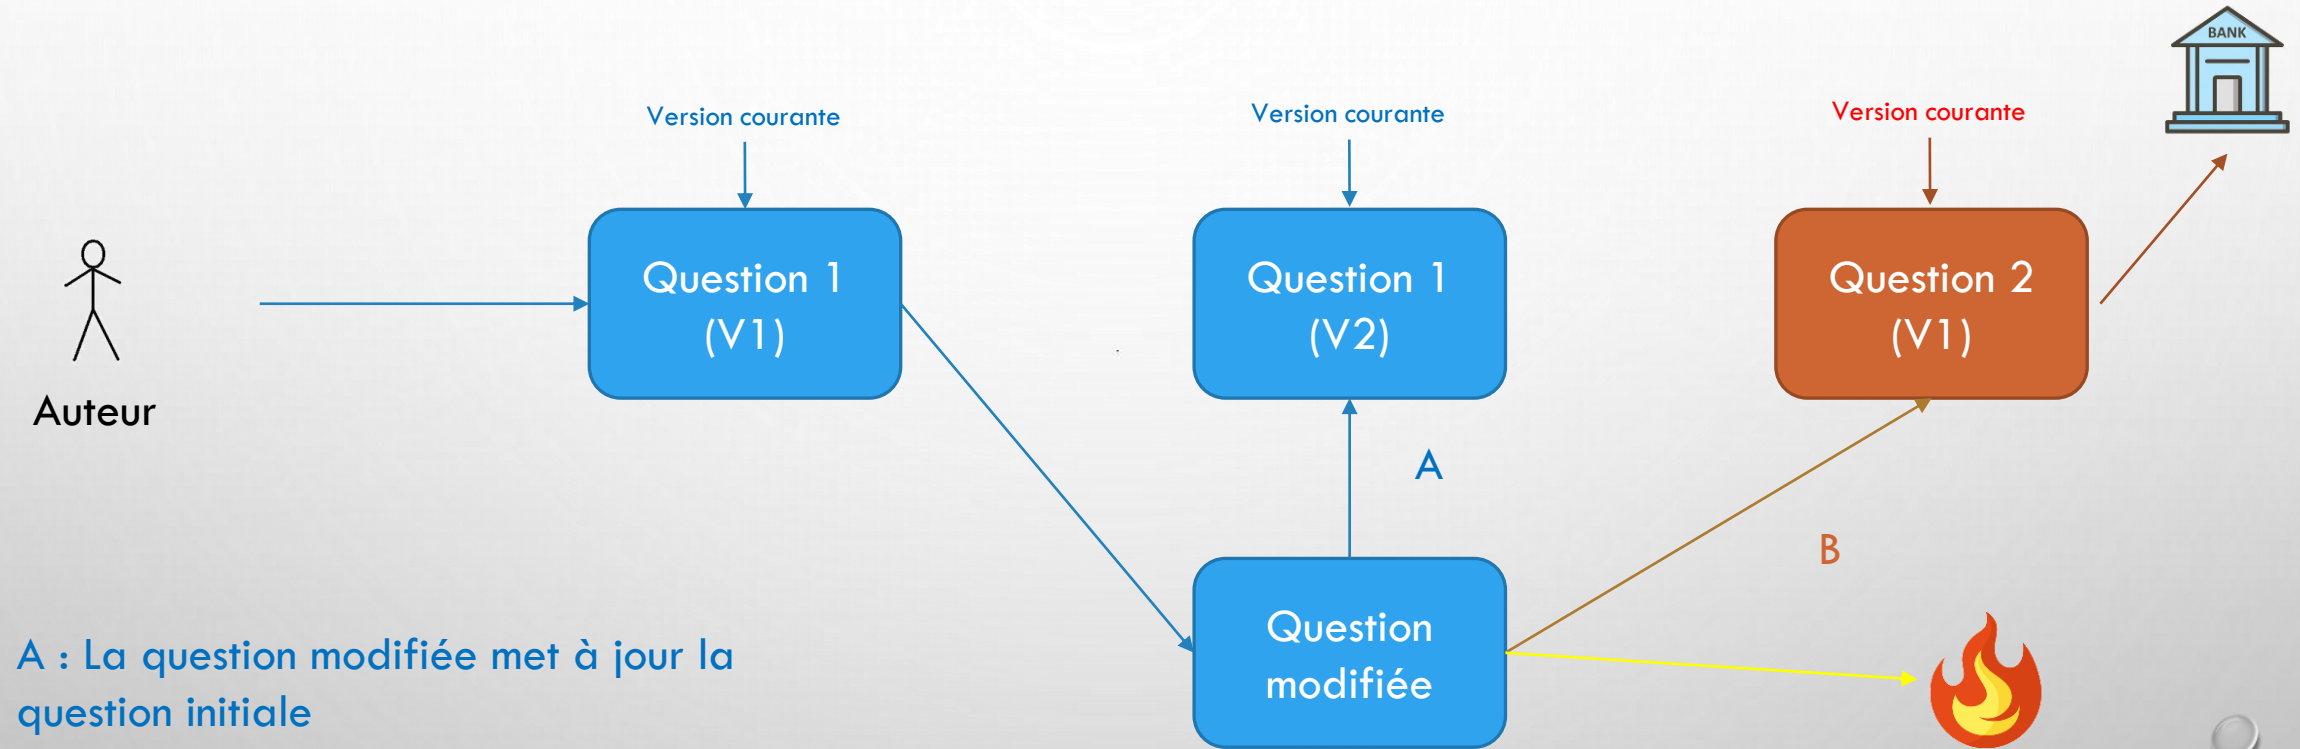 BANK
Version courante
Version courante
Version courante
Question 1
(V1)
Question 1
(V2)
Question 2
(V1)
Auteur
A
B
Question
modifiée
A : La question modifiée met à jour la
question initiale